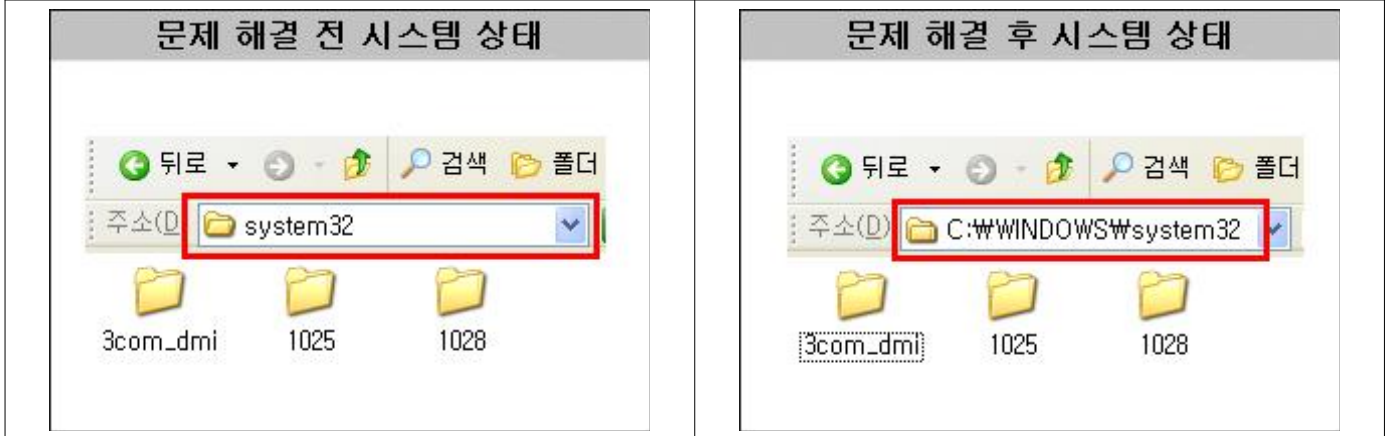 문제 해결 전 시스템 상태
뒤로 검색 폴더
주소(D) system32
3com_dmi 1025 1028
문제 해결 후 시스템 상태
뒤로 검색 폴더
주소(D) C:₩WINDOWS₩system32
3com_dmi 1025 1028